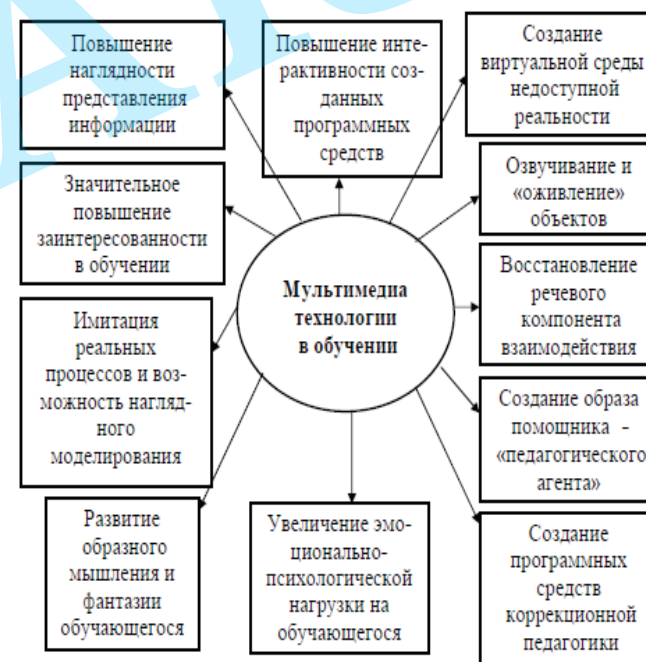 Повышение
наглядности
представления
информации
Повышение инте-
рактивности соз-
данных
программных
средств
Создание
виртуальной среды
недоступной
реальности
Значительное
повышение
заинтересованности
в обучении
Озвучивание и
«оживление»
объектов
Мультимедиа
технологии
в обучении
Восстановление
речевого
компонента
взаимодействия
Имитация
реальных
процессов и воз-
можность нагляд-
ного
моделирования
Создание образа
помощника -
«педагогического
агента»
Развитие
образного
мышления и
фантазии
обучающегося
Увеличение эмо-
ционально-
психологической
нагрузки на
обучающегося
Создание
программных
средств
коррекционной
педагогики